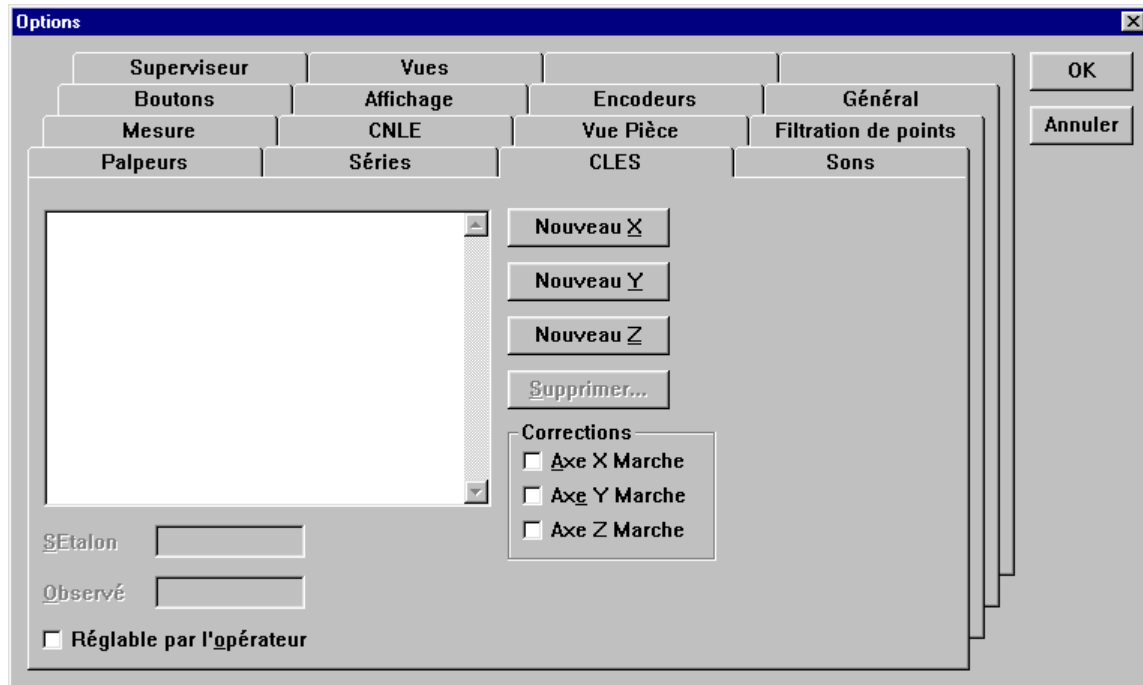 Options
Superviseur Vues
OK
Boutons Affichage Encodeurs Général
Mesure CNLE Vue Pièce Filtration de points
Annuler
Palpeurs Séries CLES Sons
Nouveau X
Nouveau Y
Nouveau Z
Supprimer...
Corrections
Axe X Marche
Axe Y Marche
Axe Z Marche
SEtalon
Observé
Réglable par l'opérateur